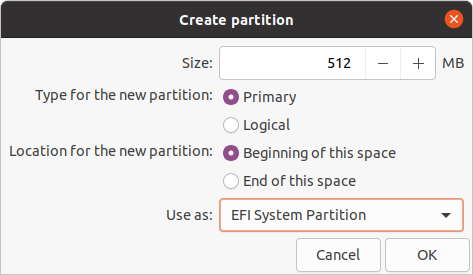 Create partition
Size: 512 − + MB
Type for the new partition: Primary
Logical
Location for the new partition: Beginning of this space
End of this space
Use as: EFI System Partition
Cancel OK